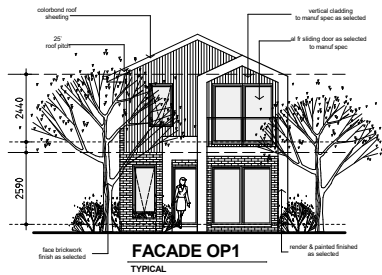 colorbond roof
sheeting
vertical cladding
to manuf spec as selected
25'
roof pitch
al fr sliding door as selected
to manuf spec
2440
2590
face brickwork
finish as selected
render & painted finished
as selected
FACADE OP1
TYPICAL